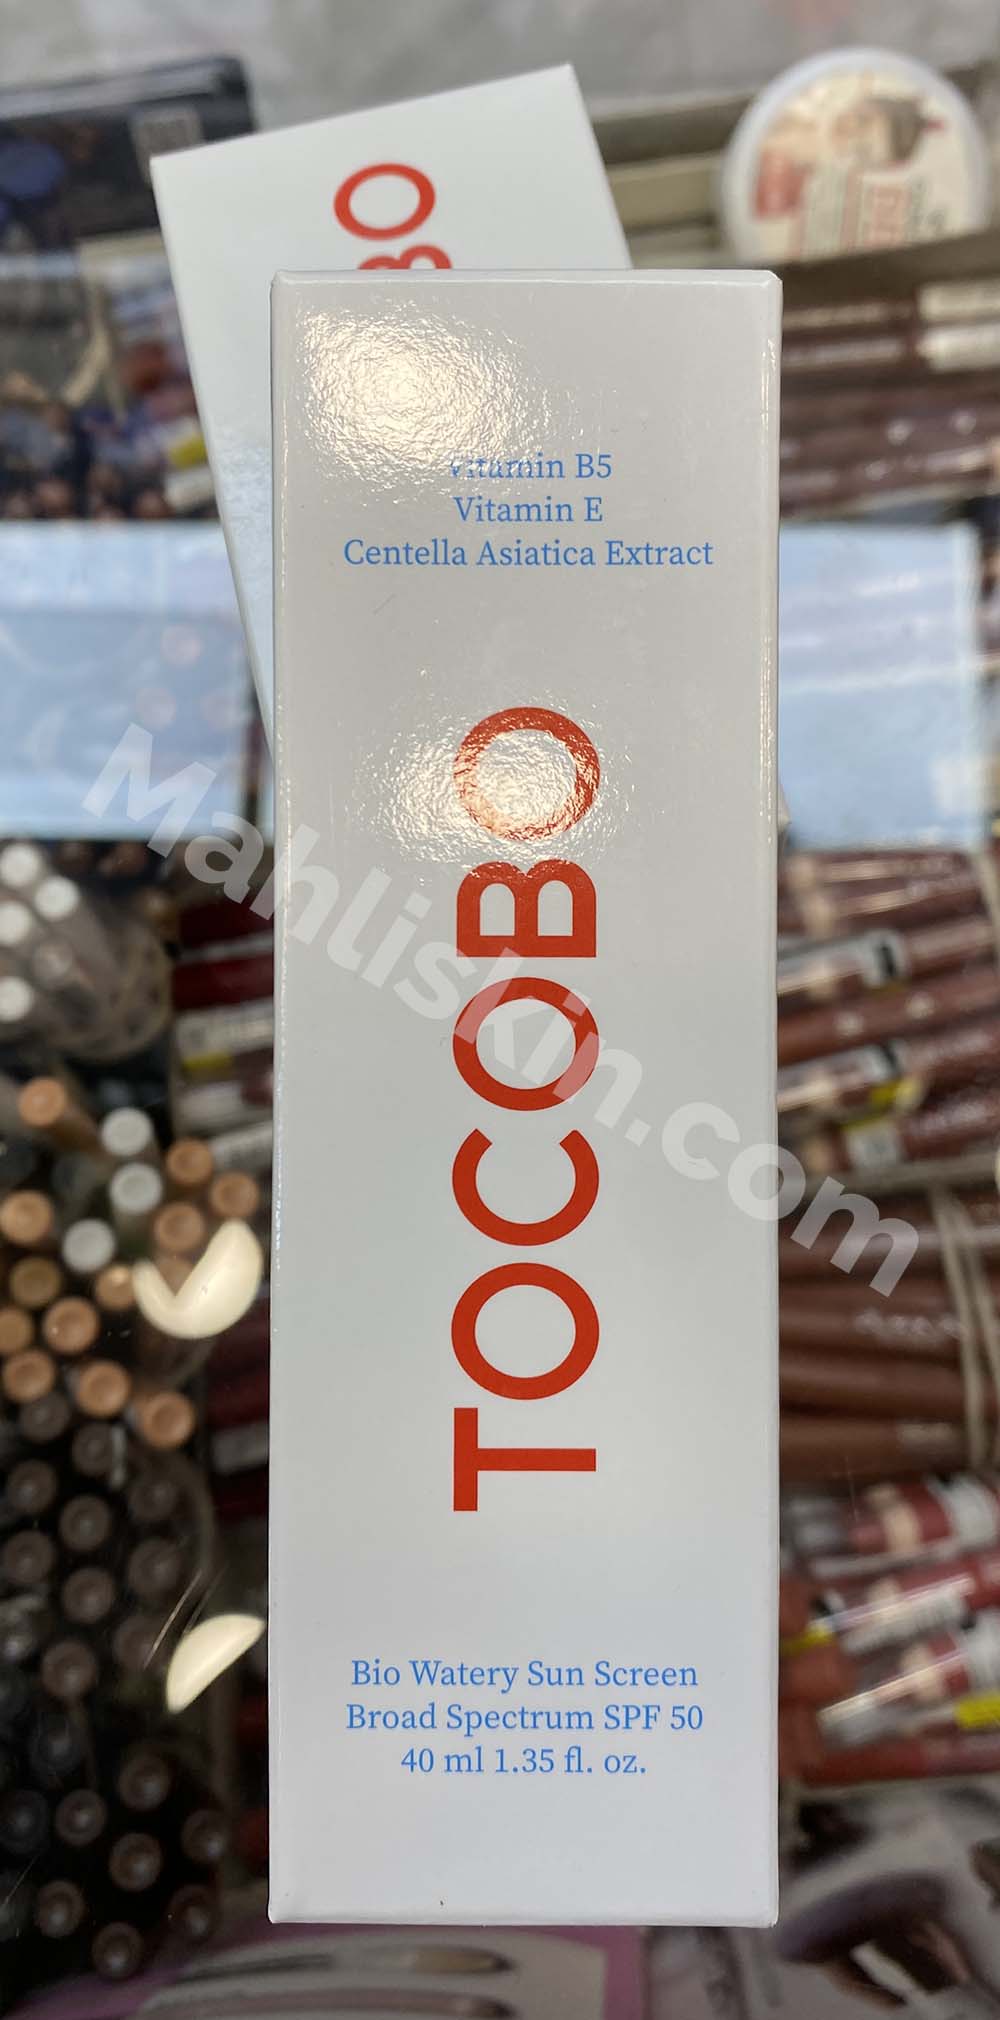 BO
Vitamin B5
Vitamin E
Centella Asiatica Extract
TOCOBO
Mahliskin.com
Bio Watery Sun Screen
Broad Spectrum SPF 50
40 ml 1.35 fl. oz.